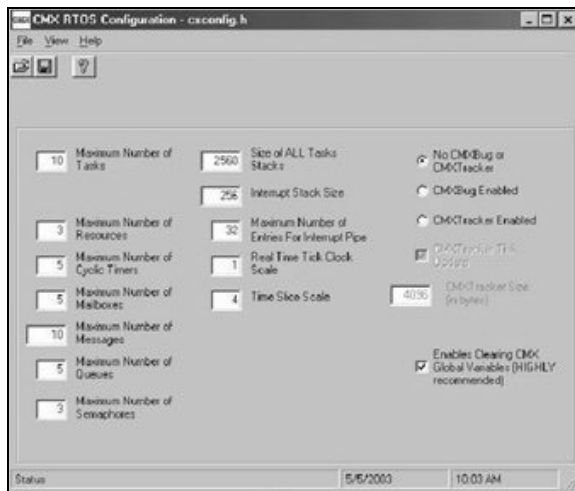 CMX RTOS Configuration - cxconfig.h
File View Help
10
Maximum Number of
Tasks
3
Maximum Number of
Resources
5
Maximum Number of
Cyclic Timers
5
Maximum Number of
Mailboxes
10
Maximum Number of
Messages
5
Maximum Number of
Queues
3
Maximum Number of
Semaphores
2560
Size of ALL Tasks
Stacks
256
Interrupt Stack Size
32
Maximum Number of
Entries For Interrupt Pipe
1
Real Time Tick Clock
Scale
4
Time Slice Scale
No CMXBug or
CMXTracker
CMXBug Enabled
CMXTracker Enabled
CMXTracker Tick
Update
4096
CMXTracker Size
(in bytes)
Enables Clearing CMX
Global Variables (HIGHLY
recommended)
Status
5/5/2003
10:03 AM